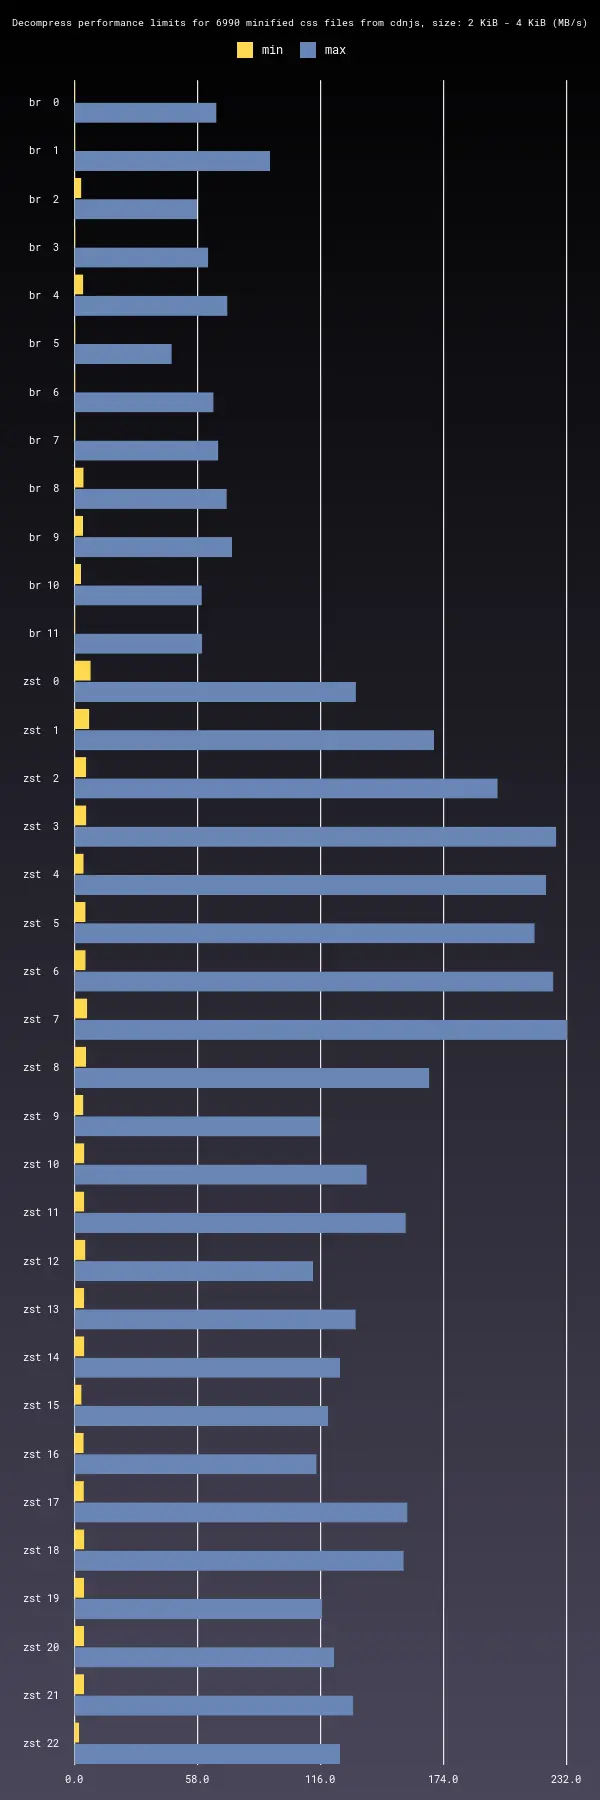 Decompress performance limits for 6990 minified css files from cdnjs, size: 2 KiB - 4 KiB (MB/s)
min max
br 0
br 1
br 2
br 3
br 4
br 5
br 6
br 7
br 8
br 9
br 10
br 11
zst 0
zst 1
zst 2
zst 3
zst 4
zst 5
zst 6
zst 7
zst 8
zst 9
zst 10
zst 11
zst 12
zst 13
zst 14
zst 15
zst 16
zst 17
zst 18
zst 19
zst 20
zst 21
zst 22
0.0 58.0 116.0 174.0 232.0